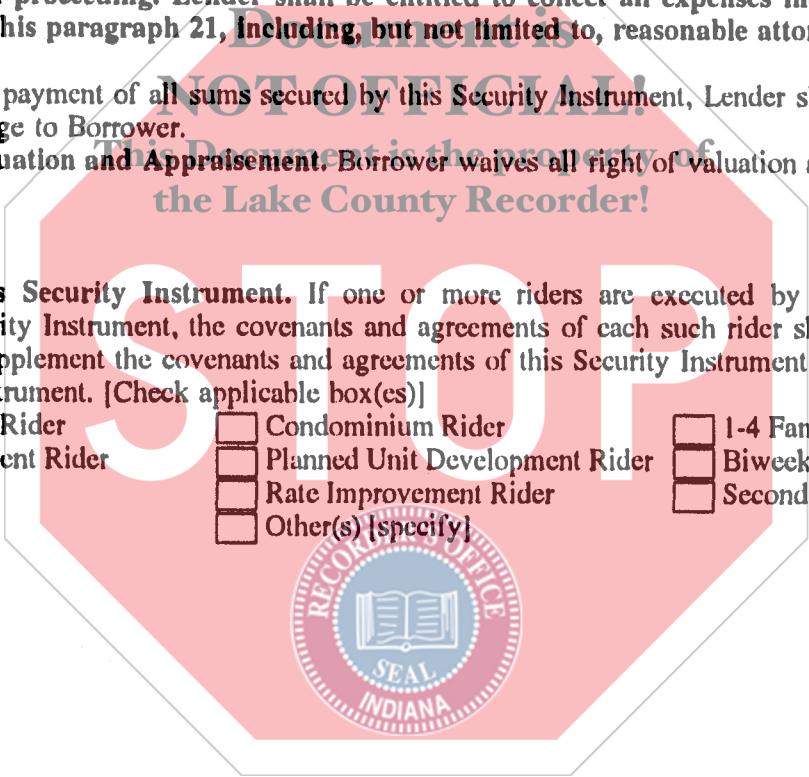 proceeding. Lender shall be entitled to collect all expenses
his paragraph 21, including, but not limited to, reasonable attor
Document is
payment of all sums secured by this Security Instrument, Lender s
NOT OFFICIAL!
ge to Borrower.
uation and Appraisement. Borrower waives all right of valuation a
This Document is the property of
the Lake County Recorder!
s Security Instrument. If one or more riders are executed by
ity Instrument, the covenants and agreements of each such rider s
pplement the covenants and agreements of this Security Instrument
trument. [Check applicable box(es)]
STOP
Rider Condominium Rider 1-4 Fam
ent Rider Planned Unit Development Rider Biweek
Rate Improvement Rider Second
Other(s) [specify]
RECORDER'S OFFICE
SEAL
INDIANA